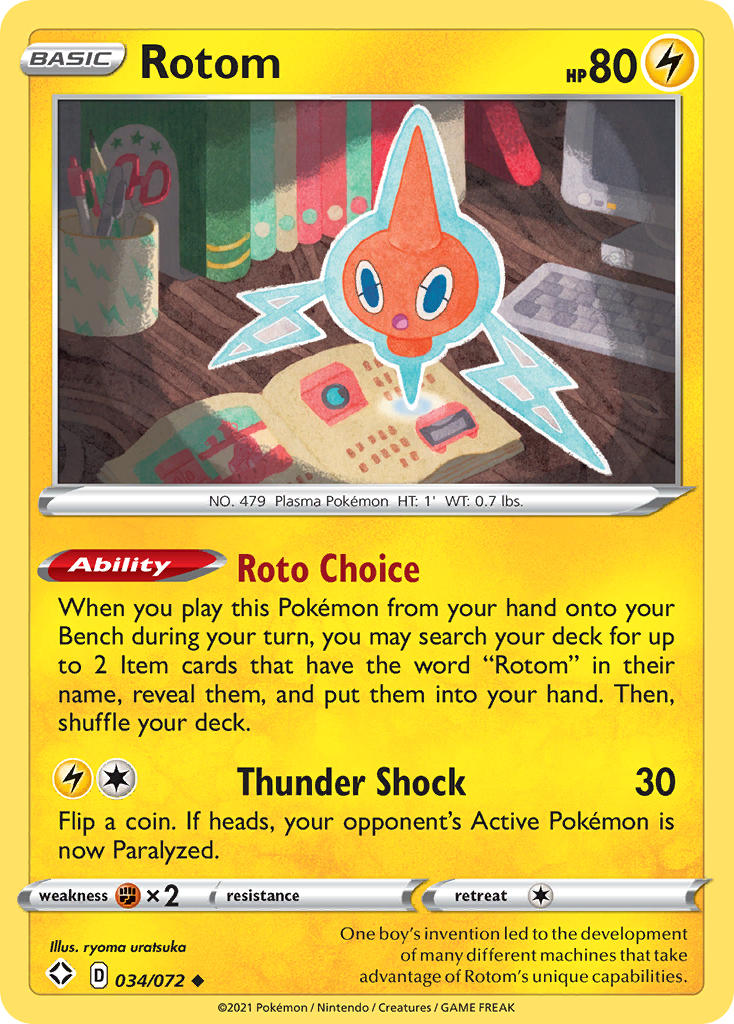 BASIC Rotom HP 80
NO. 479 Plasma Pokémon HT: 1' WT: 0.7 lbs.
Ability Roto Choice
When you play this Pokémon from your hand onto your
Bench during your turn, you may search your deck for up
to 2 Item cards that have the word “Rotom” in their
name, reveal them, and put them into your hand. Then,
shuffle your deck.
Thunder Shock 30
Flip a coin. If heads, your opponent’s Active Pokémon is
now Paralyzed.
weakness ×2 resistance retreat
Illus. ryoma uratsuka
D 034/072
One boy’s invention led to the development
of many different machines that take
advantage of Rotom’s unique capabilities.
©2021 Pokémon / Nintendo / Creatures / GAME FREAK